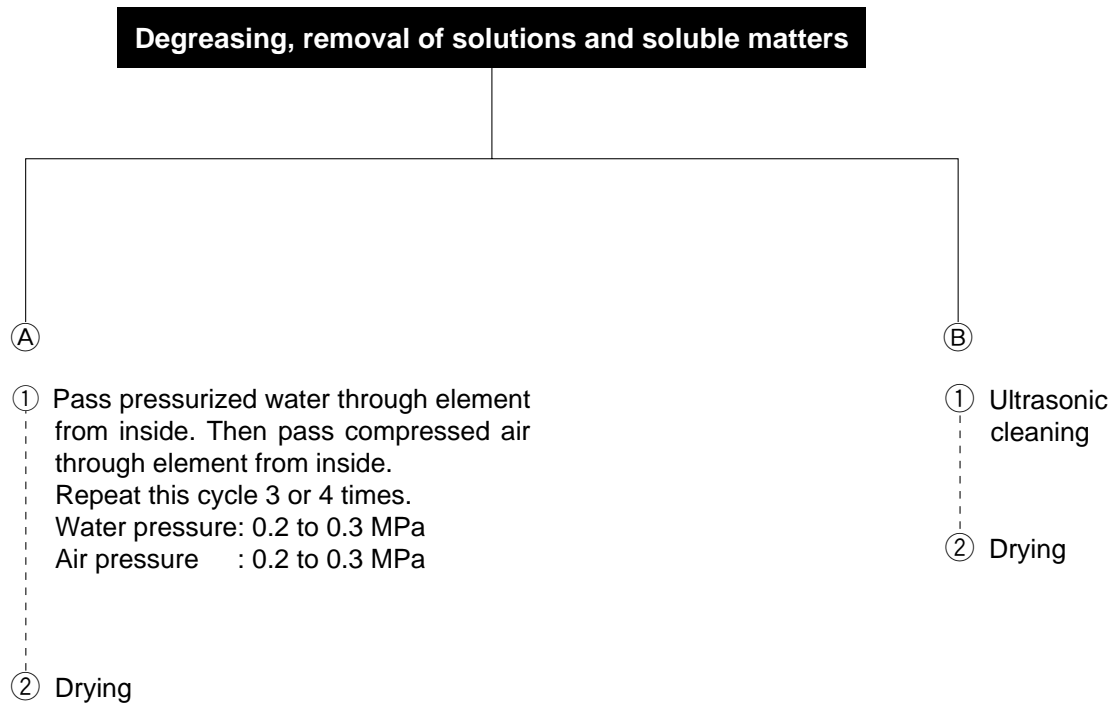 Degreasing, removal of solutions and soluble matters
Ⓐ
① Pass pressurized water through element
from inside. Then pass compressed air
through element from inside.
Repeat this cycle 3 or 4 times.
Water pressure: 0.2 to 0.3 MPa
Air pressure : 0.2 to 0.3 MPa
② Drying
Ⓑ
① Ultrasonic
cleaning
② Drying